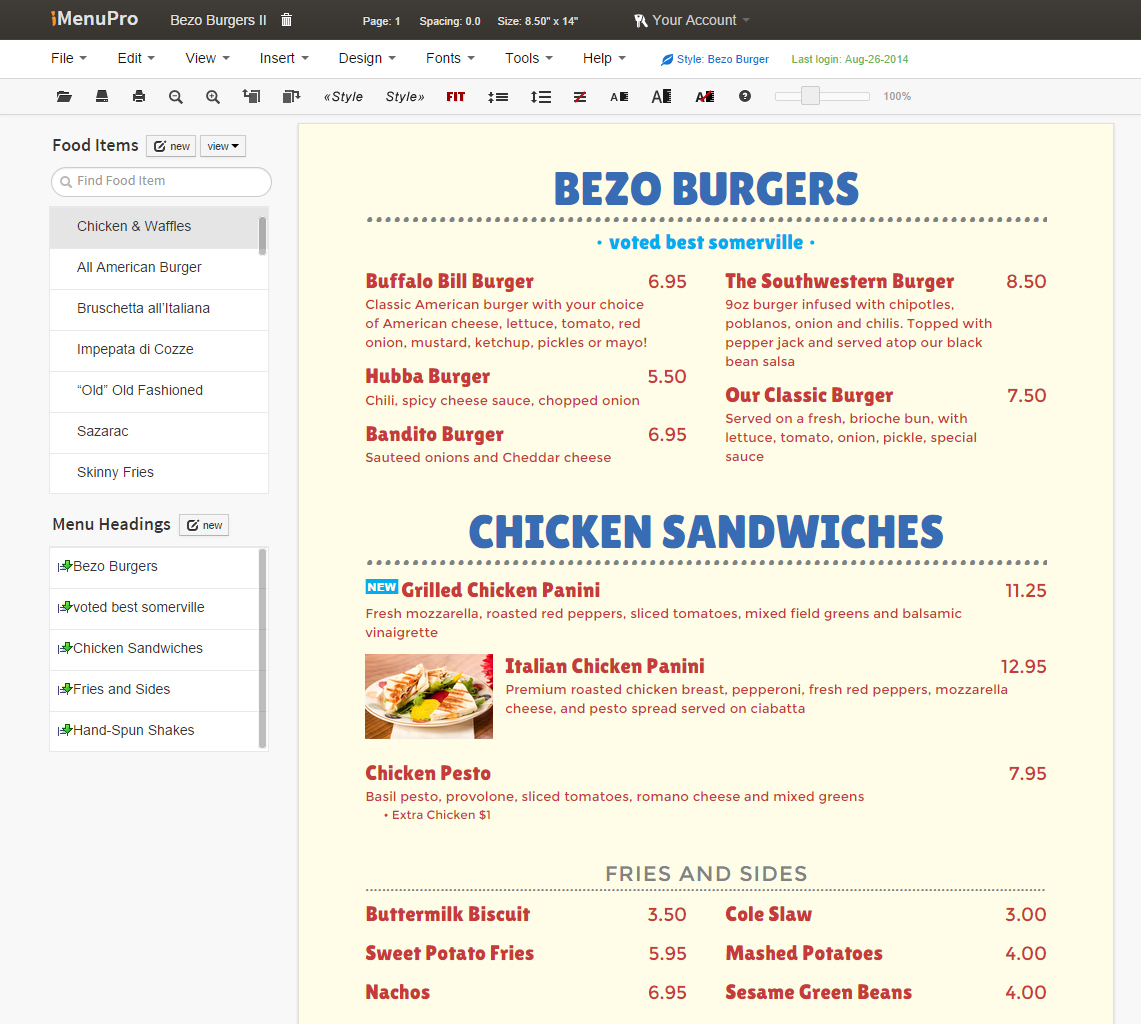 iMenuPro
Bezo Burgers II
Page: 1 Spacing: 0.0 Size: 8.50" x 14"
Your Account
File Edit View Insert Design Fonts Tools Help
Style: Bezo Burger
Last login: Aug-26-2014
«Style Style» FIT A A A ? 100%
Food Items
new
view
Find Food Item
Chicken & Waffles
All American Burger
Bruschetta all'Italiana
Impepata di Cozze
“Old” Old Fashioned
Sazarac
Skinny Fries
Menu Headings
new
Bezo Burgers
voted best somerville
Chicken Sandwiches
Fries and Sides
Hand-Spun Shakes
BEZO BURGERS
· voted best somerville ·
Buffalo Bill Burger 6.95
Classic American burger with your choice
of American cheese, lettuce, tomato, red
onion, mustard, ketchup, pickles or mayo!
Hubba Burger 5.50
Chili, spicy cheese sauce, chopped onion
Bandito Burger 6.95
Sauteed onions and Cheddar cheese
The Southwestern Burger 8.50
9oz burger infused with chipotles,
poblanos, onion and chilis. Topped with
pepper jack and served atop our black
bean salsa
Our Classic Burger 7.50
Served on a fresh, brioche bun, with
lettuce, tomato, onion, pickle, special
sauce
CHICKEN SANDWICHES
NEW Grilled Chicken Panini 11.25
Fresh mozzarella, roasted red peppers, sliced tomatoes, mixed field greens and balsamic
vinaigrette
Italian Chicken Panini 12.95
Premium roasted chicken breast, pepperoni, fresh red peppers, mozzarella
cheese, and pesto spread served on ciabatta
Chicken Pesto 7.95
Basil pesto, provolone, sliced tomatoes, romano cheese and mixed greens
• Extra Chicken $1
FRIES AND SIDES
Buttermilk Biscuit 3.50
Sweet Potato Fries 5.95
Nachos 6.95
Cole Slaw 3.00
Mashed Potatoes 4.00
Sesame Green Beans 4.00